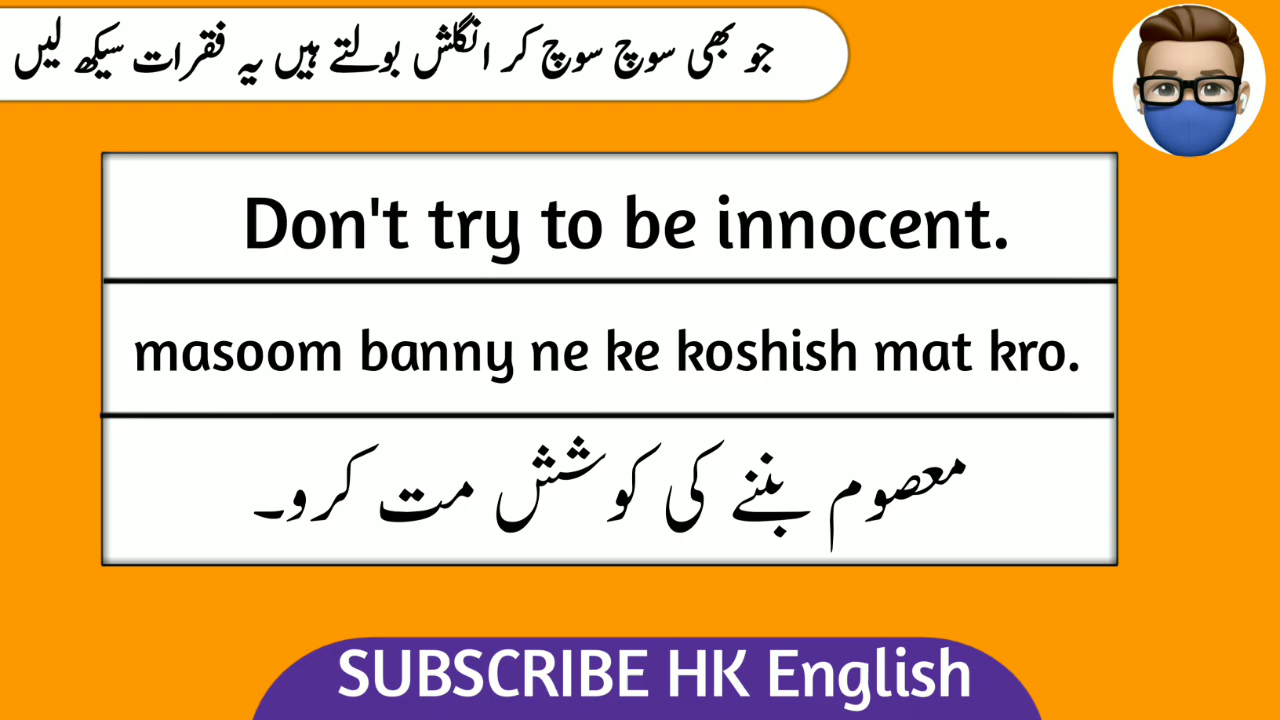 جو بھی سوچ سوچ کر انگلش بولتے ہیں یہ فقرات سیکھ لیں
Don't try to be innocent.
masoom banny ne ke koshish mat kro.
معصوم بننے کی کوشش مت کرو۔
SUBSCRIBE HK English